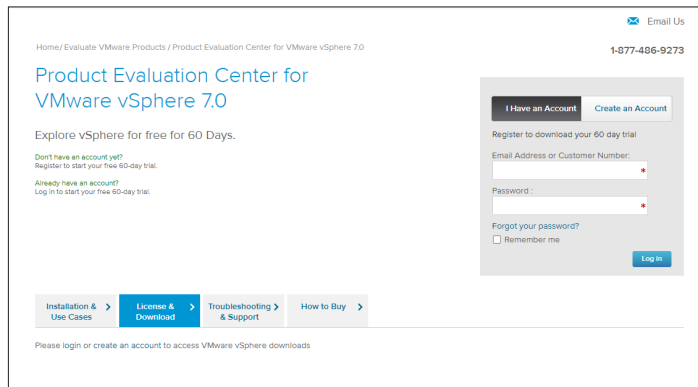 Email Us
Home/ Evaluate VMware Products / Product Evaluation Center for VMware vSphere 7.0
1-877-486-9273
Product Evaluation Center for
VMware vSphere 7.0
Explore vSphere for free for 60 Days.
Don't have an account yet?
Register to start your free 60-day trial.
Already have an account?
Log in to start your free 60-day trial.
I Have an Account
Create an Account
Register to download your 60 day trial
Email Address or Customer Number:
*
Password :
*
Forgot your password?
Remember me
Log in
Installation &
Use Cases
License &
Download
Troubleshooting
& Support
How to Buy
Please login or create an account to access VMware vSphere downloads